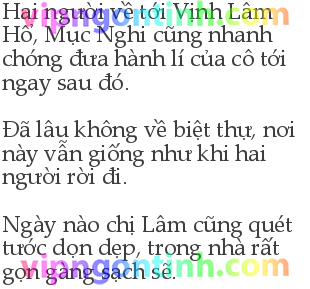 Hai người về tới Vinh Lâm
Hồ, Mục Nghi cũng nhanh
chóng đưa hành lí của cô tới
ngay sau đó.
Đã lâu không về biệt thự, nơi
này vẫn giống như khi hai
người rời đi.
Ngày nào chị Lâm cũng quét
tước dọn dẹp, trong nhà rất
gọn gàng sạch sẽ.
vipngontinh.com
vipngontinh.com